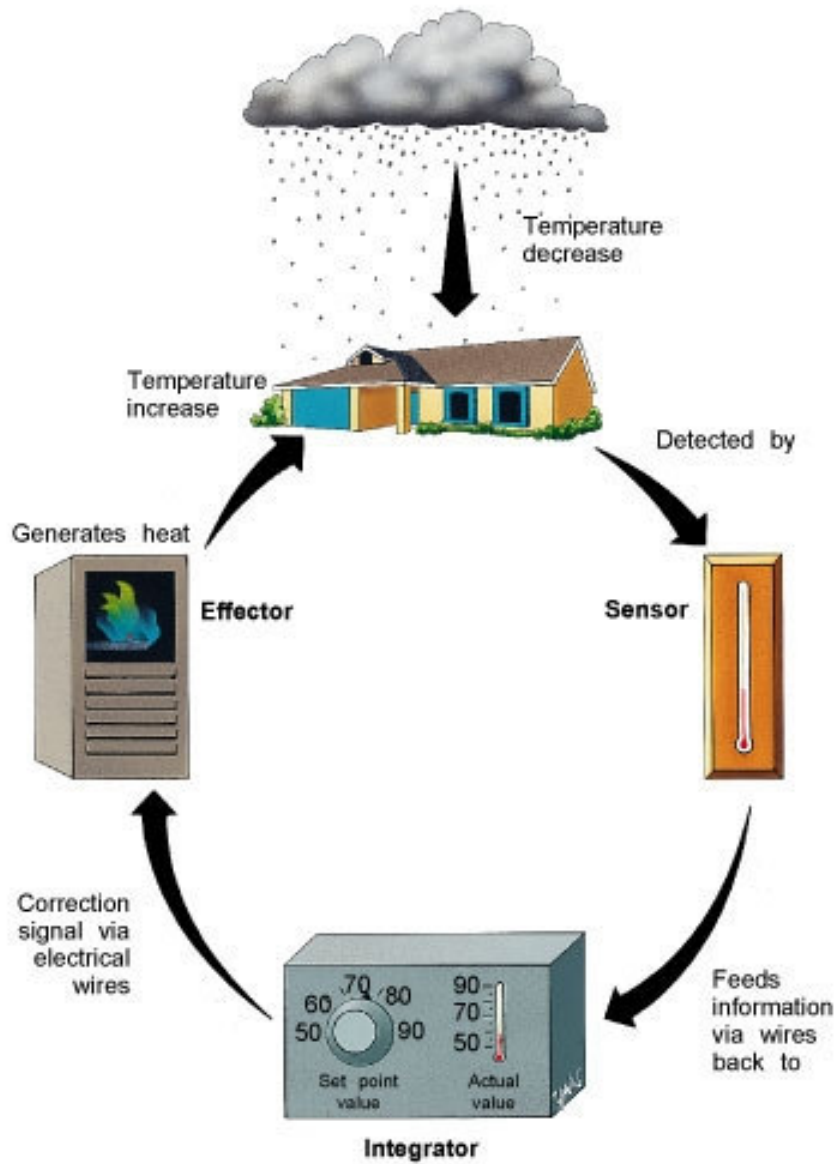 Temperature
decrease
Temperature
increase
Detected by
Generates heat
Effector
Sensor
Correction
signal via
electrical
wires
Feeds
information
via wires
back to
50 60 70 80 90
Set point
value
90
70
50
Actual
value
Integrator